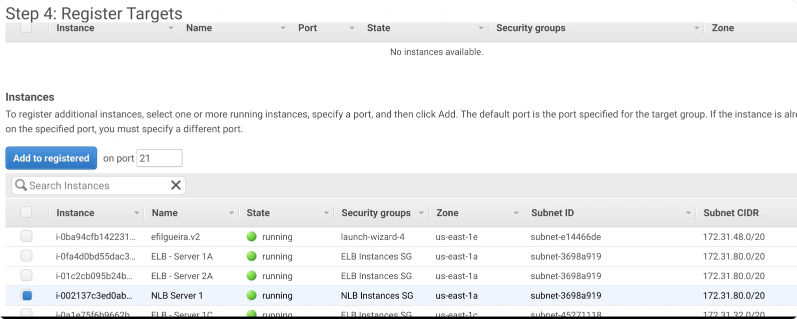 Step 4: Register Targets
Instance Name Port State Security groups Zone
No instances available.
Instances
To register additional instances, select one or more running instances, specify a port, and then click Add. The default port is the port specified for the target group. If the instance is alre
on the specified port, you must specify a different port.
Add to registered on port 21
Search Instances
Instance Name State Security groups Zone Subnet ID Subnet CIDR
i-0ba94cfb142231... efilgueira.v2 running launch-wizard-4 us-east-1e subnet-e14466de 172.31.48.0/20
i-0fa4d0bd55dac3... ELB - Server 1A running ELB Instances SG us-east-1a subnet-3698a919 172.31.80.0/20
i-01c2cb095b24b... ELB - Server 2A running ELB Instances SG us-east-1a subnet-3698a919 172.31.80.0/20
i-002137c3ed0ab... NLB Server 1 running NLB Instances SG us-east-1a subnet-3698a919 172.31.80.0/20
i-0a1e75f6b9662b... ELB - Server 1C running ELB Instances SG us-east-1c subnet-45271118 172.31.32.0/20